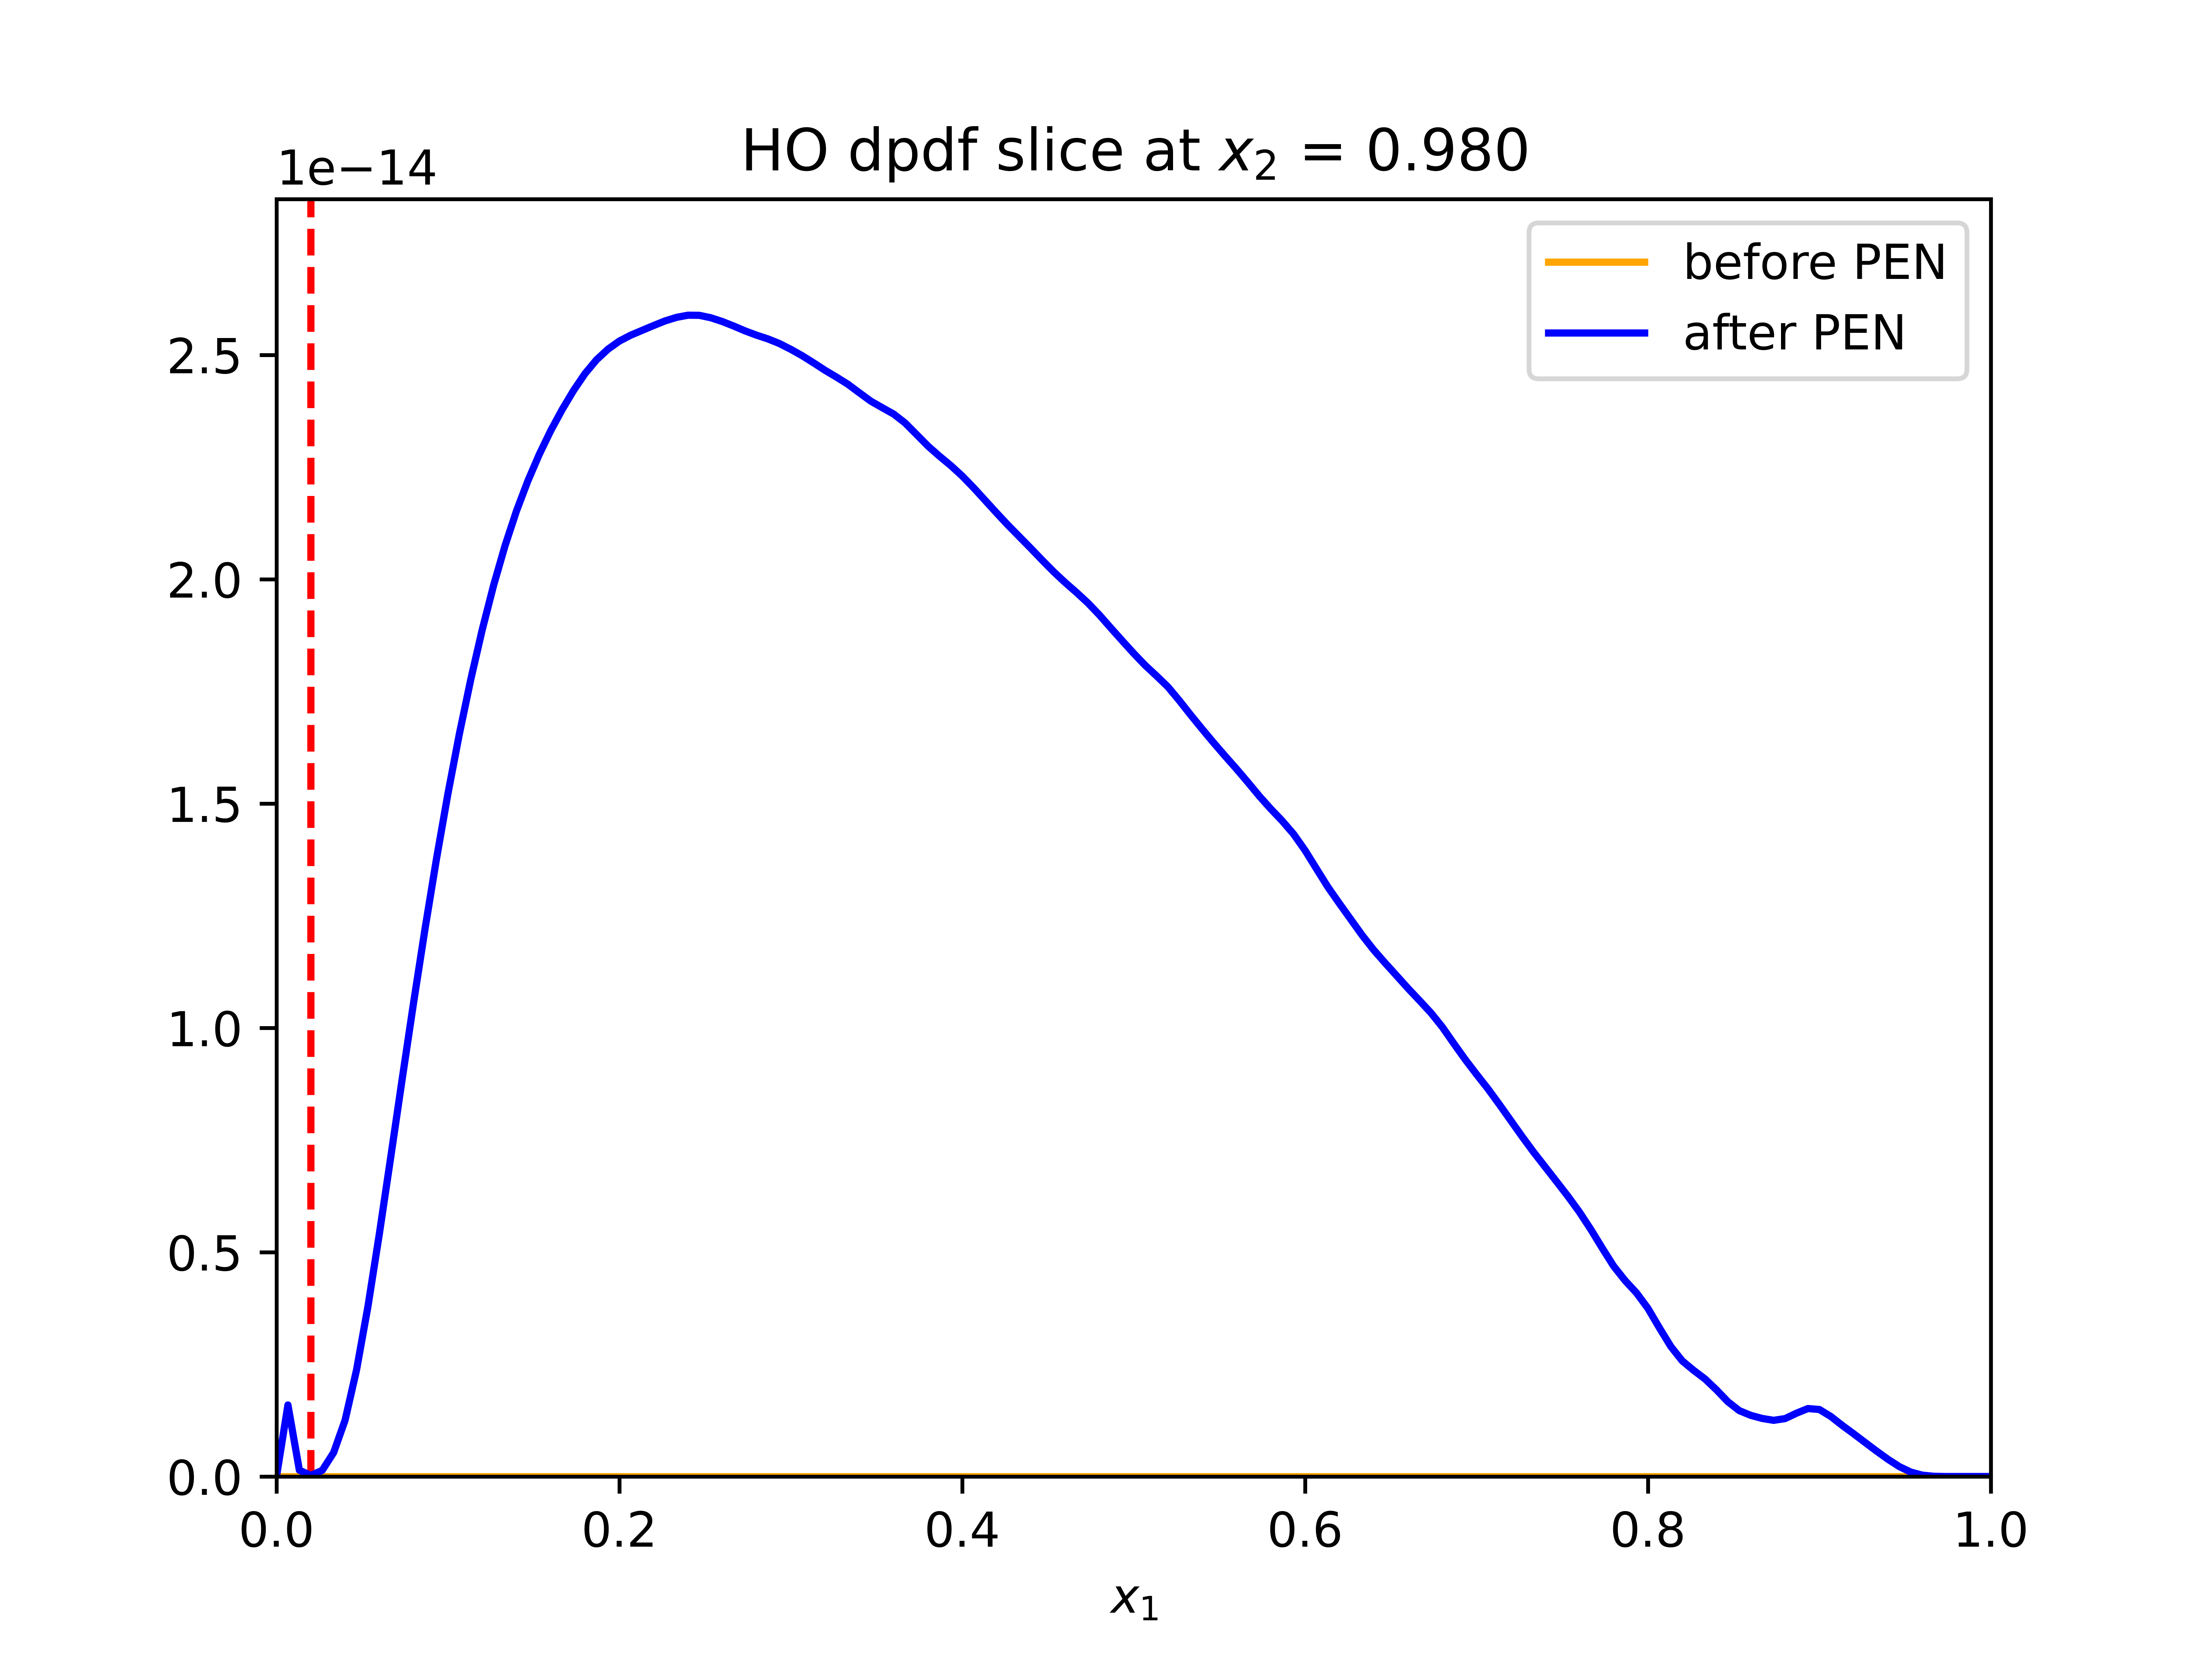 HO dpdf slice at x₂ = 0.980
1e−14
before PEN
after PEN
2.5
2.0
1.5
1.0
0.5
0.0
0.0 0.2 0.4 0.6 0.8 1.0
x₁